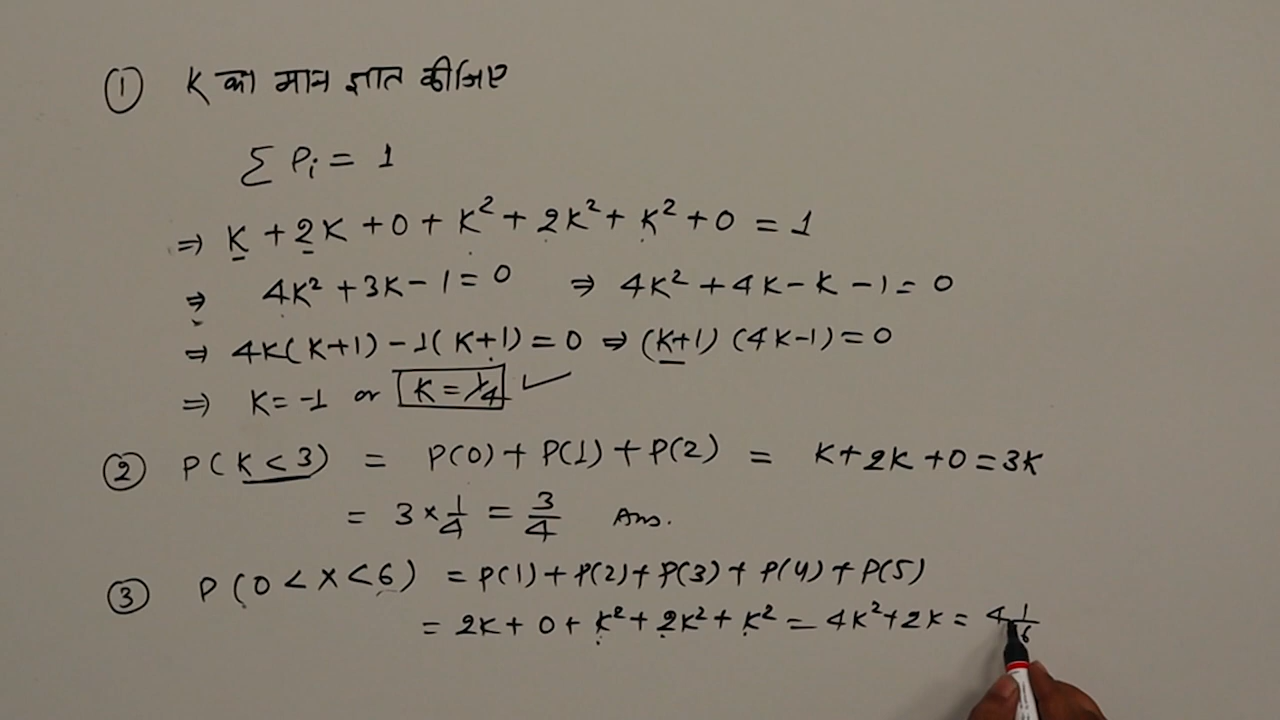 ① K का मान ज्ञात कीजिए
∑ Pᵢ = 1
⇒ K + 2K + 0 + K² + 2K² + K² + 0 = 1
⇒ 4K² + 3K - 1 = 0 ⇒ 4K² + 4K - K - 1 = 0
⇒ 4K(K+1) - 1(K+1) = 0 ⇒ (K+1) (4K-1) = 0
⇒ K = -1 or K = 1/4 ✓
② P(K < 3) = P(0) + P(1) + P(2) = K + 2K + 0 = 3K
= 3 × 1/4 = 3/4 Ans.
③ P(0 < X < 6) = P(1) + P(2) + P(3) + P(4) + P(5)
= 2K + 0 + K² + 2K² + K² = 4K² + 2K = 4